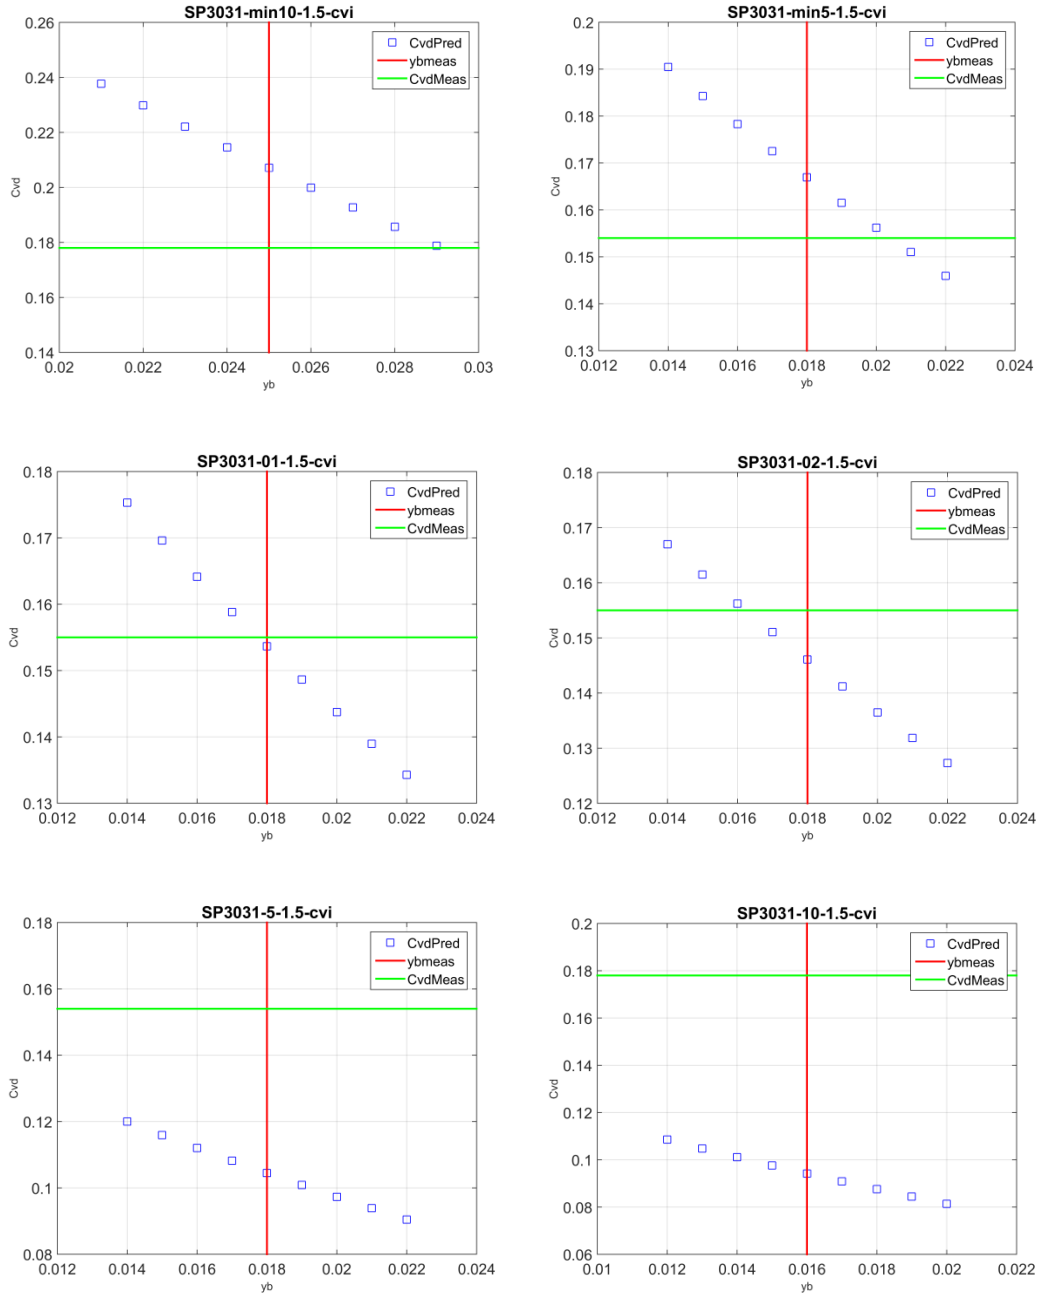 SP3031-min10-1.5-cvi
0.26
0.24
0.22
0.2
0.18
0.16
0.14
Cvd
CvdPred
ybmeas
CvdMeas
0.02 0.022 0.024 0.026 0.028 0.03
yb
SP3031-min5-1.5-cvi
0.2
0.19
0.18
0.17
0.16
0.15
0.14
0.13
Cvd
CvdPred
ybmeas
CvdMeas
0.012 0.014 0.016 0.018 0.02 0.022 0.024
yb
SP3031-01-1.5-cvi
0.18
0.17
0.16
0.15
0.14
0.13
Cvd
CvdPred
ybmeas
CvdMeas
0.012 0.014 0.016 0.018 0.02 0.022 0.024
yb
SP3031-02-1.5-cvi
0.18
0.17
0.16
0.15
0.14
0.13
0.12
Cvd
CvdPred
ybmeas
CvdMeas
0.012 0.014 0.016 0.018 0.02 0.022 0.024
yb
SP3031-5-1.5-cvi
0.18
0.16
0.14
0.12
0.1
0.08
Cvd
CvdPred
ybmeas
CvdMeas
0.012 0.014 0.016 0.018 0.02 0.022 0.024
yb
SP3031-10-1.5-cvi
0.2
0.18
0.16
0.14
0.12
0.1
0.08
0.06
Cvd
CvdPred
ybmeas
CvdMeas
0.01 0.012 0.014 0.016 0.018 0.02 0.022
yb